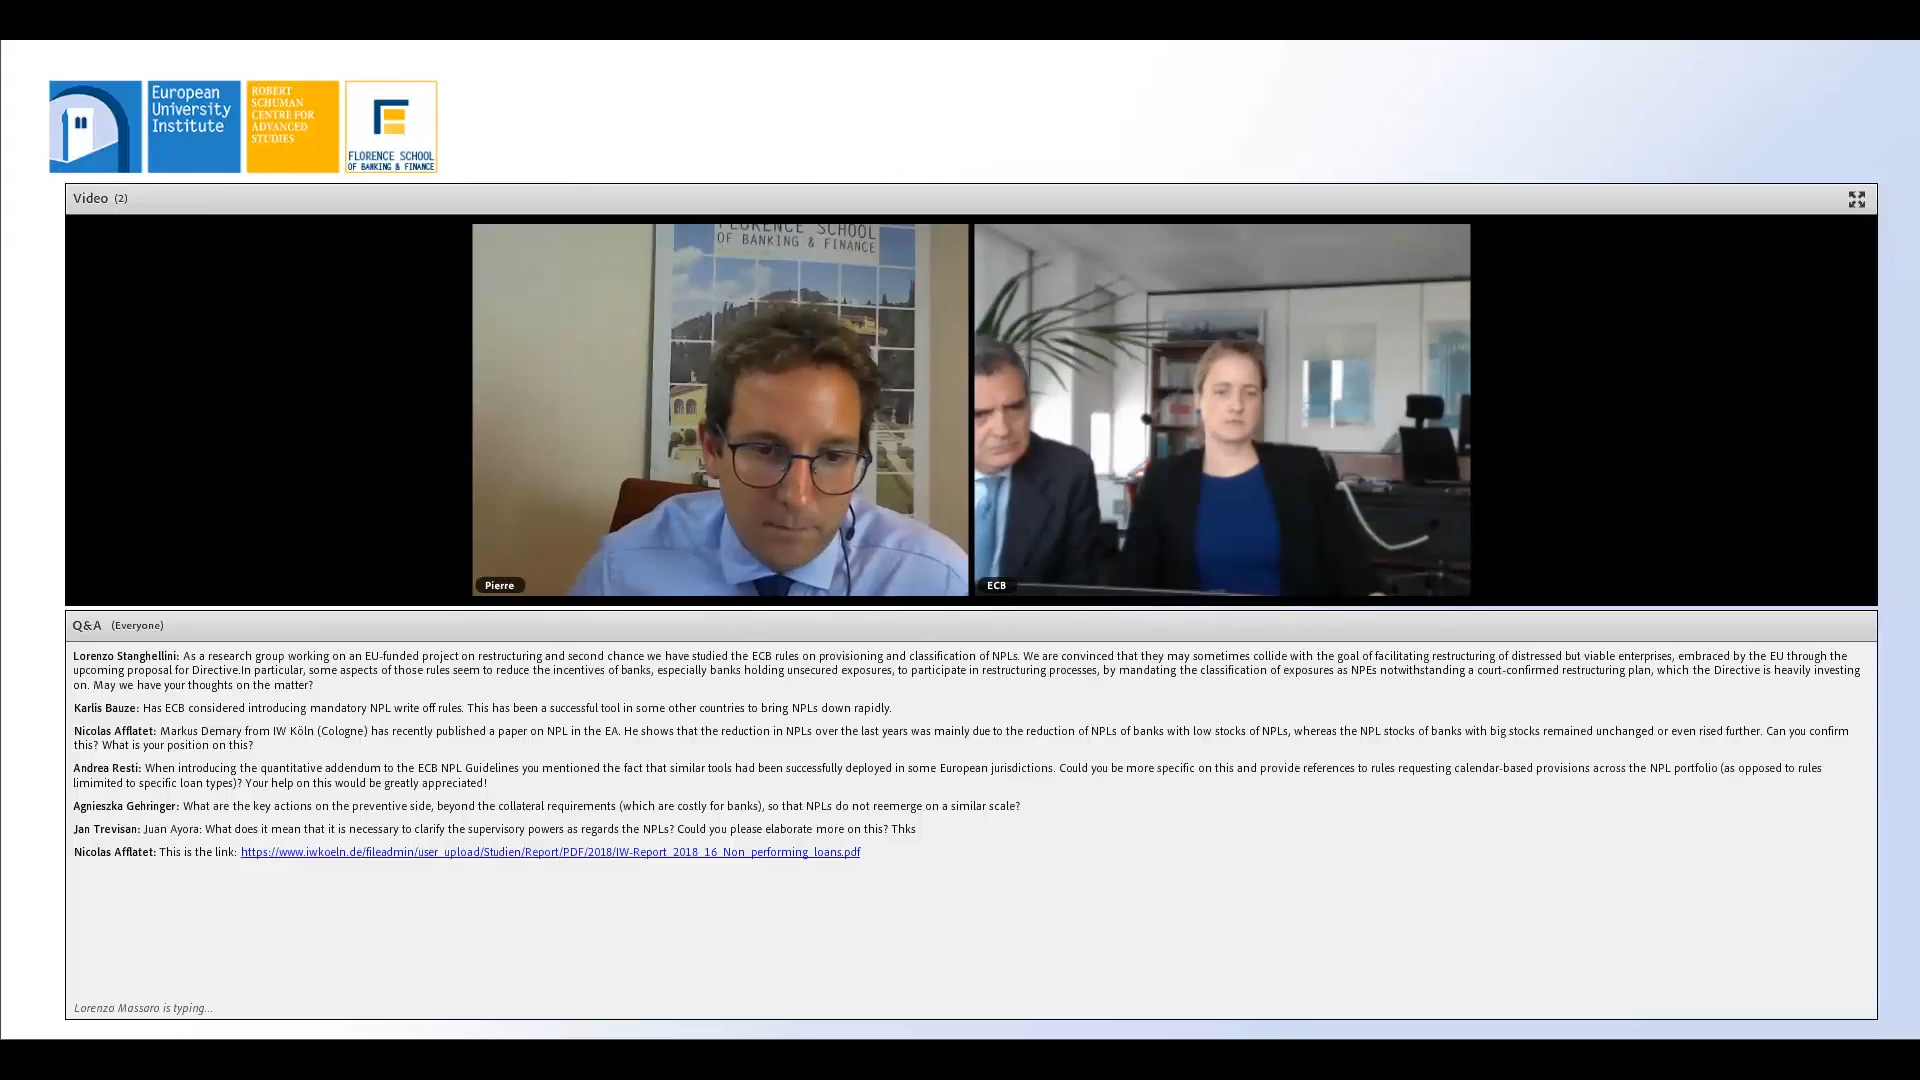 European
University
Institute
ROBERT
SCHUMAN
CENTRE FOR
ADVANCED
STUDIES
FLORENCE SCHOOL
OF BANKING & FINANCE
Video (2)
FLORENCE SCHOOL
OF BANKING & FINANCE
Pierre
ECB
Q&A (Everyone)
Lorenzo Stanghellini: As a research group working on an EU-funded project on restructuring and second chance we have studied the ECB rules on provisioning and classification of NPLs. We are convinced that they may sometimes collide with the goal of facilitating restructuring of distressed but viable enterprises, embraced by the EU through the
upcoming proposal for Directive.In particular, some aspects of those rules seem to reduce the incentives of banks, especially banks holding unsecured exposures, to participate in restructuring processes, by mandating the classification of exposures as NPEs notwithstanding a court-confirmed restructuring plan, which the Directive is heavily investing
on. May we have your thoughts on the matter?
Karlis Bauze: Has ECB considered introducing mandatory NPL write off rules. This has been a successful tool in some other countries to bring NPLs down rapidly.
Nicolas Afflatet: Markus Demary from IW Köln (Cologne) has recently published a paper on NPL in the EA. He shows that the reduction in NPLs over the last years was mainly due to the reduction of NPLs of banks with low stocks of NPLs, whereas the NPL stocks of banks with big stocks remained unchanged or even rised further. Can you confirm
this? What is your position on this?
Andrea Resti: When introducing the quantitative addendum to the ECB NPL Guidelines you mentioned the fact that similar tools had been successfully deployed in some European jurisdictions. Could you be more specific on this and provide references to rules requesting calendar-based provisions across the NPL portfolio (as opposed to rules
limimited to specific loan types)? Your help on this would be greatly appreciated!
Agnieszka Gehringer: What are the key actions on the preventive side, beyond the collateral requirements (which are costly for banks), so that NPLs do not reemerge on a similar scale?
Jan Trevisan: Juan Ayora: What does it mean that it is necessary to clarify the supervisory powers as regards the NPLs? Could you please elaborate more on this? Thks
Nicolas Afflatet: This is the link: https://www.iwkoeln.de/fileadmin/user_upload/Studien/Report/PDF/2018/IW-Report_2018_16_Non_performing_loans.pdf
Lorenzo Massaro is typing...